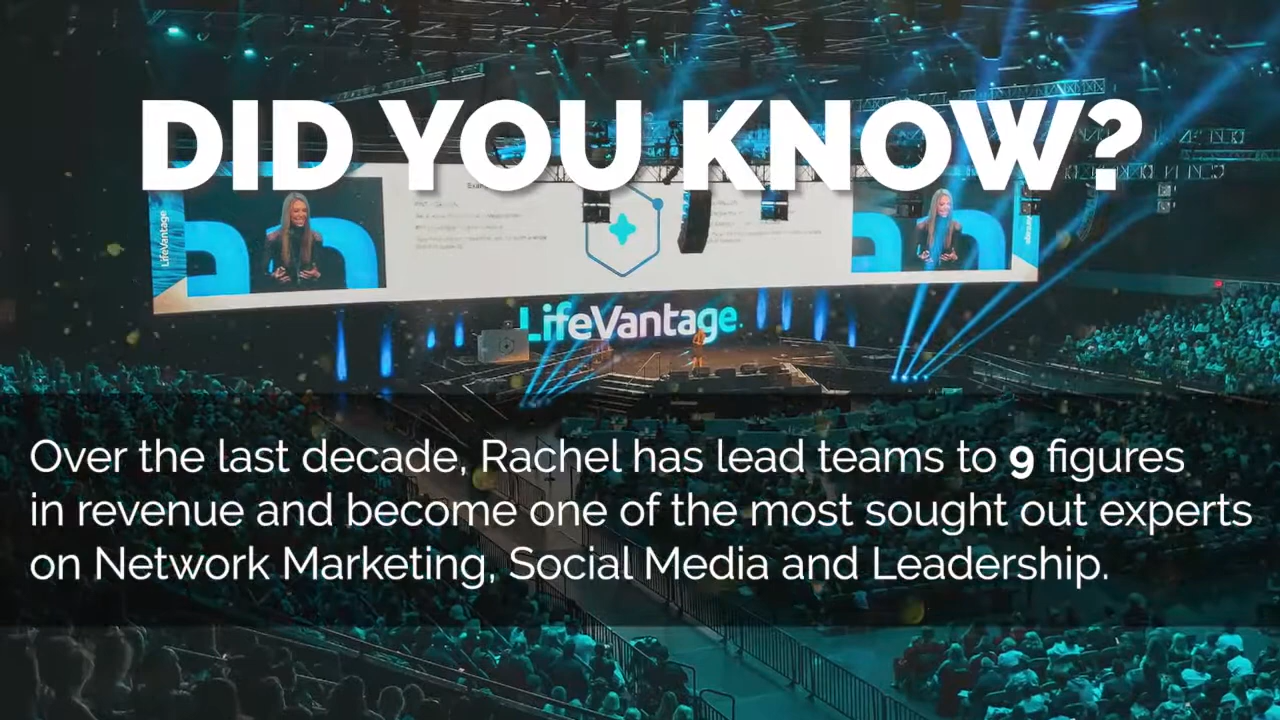 DID YOU KNOW?
LifeVantage
LifeVantage
Over the last decade, Rachel has lead teams to 9 figures
in revenue and become one of the most sought out experts
on Network Marketing, Social Media and Leadership.